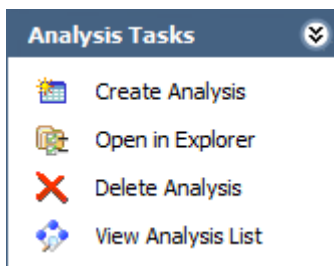 Analysis Tasks
Create Analysis
Open in Explorer
Delete Analysis
View Analysis List